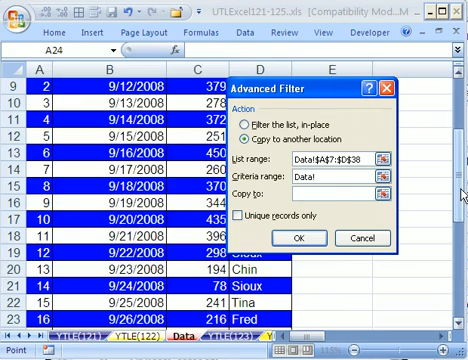 UTLExcel121-125.xls [Compatibility Mod...
Home Insert Page Layout Formulas Data Review View Developer
A24 fx
A B C D E
9 2 9/12/2008 379
10 3 9/13/2008 278
11 4 9/14/2008 372
12 5 9/15/2008 251
13 6 9/16/2008 450
14 7 9/17/2008 369
15 8 9/18/2008 370
16 9 9/19/2008 344
17 10 9/20/2008 435
18 11 9/21/2008 396
19 12 9/22/2008 298 Sioux
20 13 9/23/2008 194 Chin
21 14 9/24/2008 78 Sioux
22 15 9/25/2008 241 Tina
23 16 9/26/2008 216 Fred
Advanced Filter
Action
Filter the list, in-place
Copy to another location
List range: Data!$A$7:$D$38
Criteria range: Data!
Copy to:
Unique records only
OK Cancel
YTLE(121) YTLE(122) Data YTLE(123) Y
Point 115%